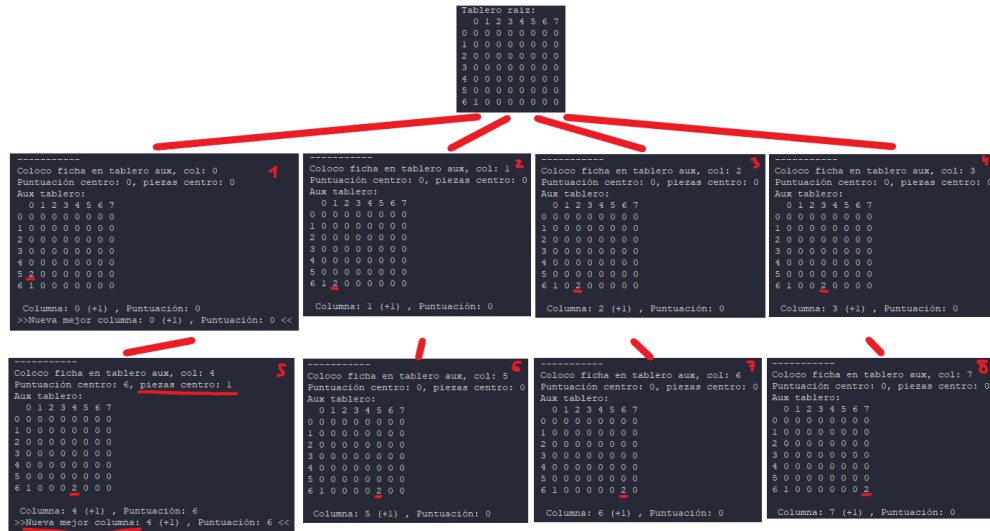 Tablero raiz:
0 1 2 3 4 5 6 7
0 0 0 0 0 0 0 0 0
1 0 0 0 0 0 0 0 0
2 0 0 0 0 0 0 0 0
3 0 0 0 0 0 0 0 0
4 0 0 0 0 0 0 0 0
5 0 0 0 0 0 0 0 0
6 1 0 0 0 0 0 0 0
-----------
Coloco ficha en tablero aux, col: 0 1
Puntuación centro: 0, piezas centro: 0
Aux tablero:
0 1 2 3 4 5 6 7
0 0 0 0 0 0 0 0 0
1 0 0 0 0 0 0 0 0
2 0 0 0 0 0 0 0 0
3 0 0 0 0 0 0 0 0
4 0 0 0 0 0 0 0 0
5 2 0 0 0 0 0 0 0
6 1 0 0 0 0 0 0 0
Columna: 0 (+1) , Puntuación: 0
>>Nueva mejor columna: 0 (+1) , Puntuación: 0 <<
-----------
Coloco ficha en tablero aux, col: 1 2
Puntuación centro: 0, piezas centro: 0
Aux tablero:
0 1 2 3 4 5 6 7
0 0 0 0 0 0 0 0 0
1 0 0 0 0 0 0 0 0
2 0 0 0 0 0 0 0 0
3 0 0 0 0 0 0 0 0
4 0 0 0 0 0 0 0 0
5 0 0 0 0 0 0 0 0
6 1 2 0 0 0 0 0 0
Columna: 1 (+1) , Puntuación: 0
-----------
Coloco ficha en tablero aux, col: 2 3
Puntuación centro: 0, piezas centro: 0
Aux tablero:
0 1 2 3 4 5 6 7
0 0 0 0 0 0 0 0 0
1 0 0 0 0 0 0 0 0
2 0 0 0 0 0 0 0 0
3 0 0 0 0 0 0 0 0
4 0 0 0 0 0 0 0 0
5 0 0 0 0 0 0 0 0
6 1 0 2 0 0 0 0 0
Columna: 2 (+1) , Puntuación: 0
-----------
Coloco ficha en tablero aux, col: 3 4
Puntuación centro: 0, piezas centro: 0
Aux tablero:
0 1 2 3 4 5 6 7
0 0 0 0 0 0 0 0 0
1 0 0 0 0 0 0 0 0
2 0 0 0 0 0 0 0 0
3 0 0 0 0 0 0 0 0
4 0 0 0 0 0 0 0 0
5 0 0 0 0 0 0 0 0
6 1 0 0 2 0 0 0 0
Columna: 3 (+1) , Puntuación: 0
-----------
Coloco ficha en tablero aux, col: 4 5
Puntuación centro: 6, piezas centro: 1
Aux tablero:
0 1 2 3 4 5 6 7
0 0 0 0 0 0 0 0 0
1 0 0 0 0 0 0 0 0
2 0 0 0 0 0 0 0 0
3 0 0 0 0 0 0 0 0
4 0 0 0 0 0 0 0 0
5 0 0 0 0 0 0 0 0
6 1 0 0 0 2 0 0 0
Columna: 4 (+1) , Puntuación: 6
>>Nueva mejor columna: 4 (+1) , Puntuación: 6 <<
-----------
Coloco ficha en tablero aux, col: 5 6
Puntuación centro: 0, piezas centro: 0
Aux tablero:
0 1 2 3 4 5 6 7
0 0 0 0 0 0 0 0 0
1 0 0 0 0 0 0 0 0
2 0 0 0 0 0 0 0 0
3 0 0 0 0 0 0 0 0
4 0 0 0 0 0 0 0 0
5 0 0 0 0 0 0 0 0
6 1 0 0 0 0 2 0 0
Columna: 5 (+1) , Puntuación: 0
-----------
Coloco ficha en tablero aux, col: 6 7
Puntuación centro: 0, piezas centro: 0
Aux tablero:
0 1 2 3 4 5 6 7
0 0 0 0 0 0 0 0 0
1 0 0 0 0 0 0 0 0
2 0 0 0 0 0 0 0 0
3 0 0 0 0 0 0 0 0
4 0 0 0 0 0 0 0 0
5 0 0 0 0 0 0 0 0
6 1 0 0 0 0 0 2 0
Columna: 6 (+1) , Puntuación: 0
-----------
Coloco ficha en tablero aux, col: 7 8
Puntuación centro: 0, piezas centro: 0
Aux tablero:
0 1 2 3 4 5 6 7
0 0 0 0 0 0 0 0 0
1 0 0 0 0 0 0 0 0
2 0 0 0 0 0 0 0 0
3 0 0 0 0 0 0 0 0
4 0 0 0 0 0 0 0 0
5 0 0 0 0 0 0 0 0
6 1 0 0 0 0 0 0 2
Columna: 7 (+1) , Puntuación: 0